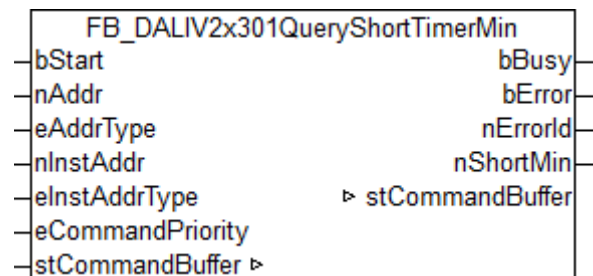 FB_DALIV2x301QueryShortTimerMin
bStart bBusy
nAddr bError
eAddrType nErrorId
nInstAddr nShortMin
eInstAddrType ▹ stCommandBuffer
eCommandPriority
stCommandBuffer ▹